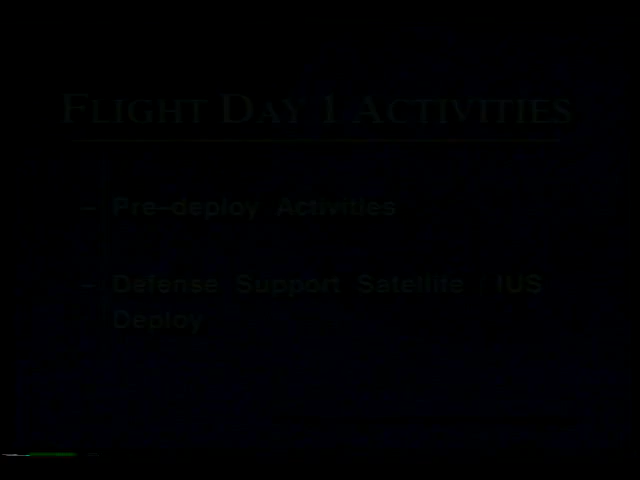 FLIGHT DAY 1 ACTIVITIES
– Pre–deploy Activities
– Defense Support Satellite / IUS
Deploy